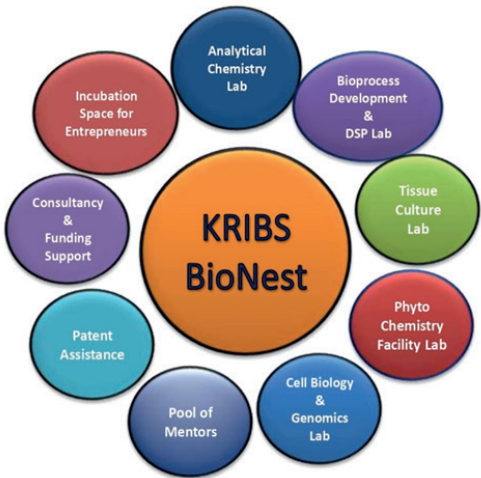 KRIBS
BioNest
Analytical
Chemistry
Lab
Bioprocess
Development
&
DSP Lab
Tissue
Culture
Lab
Phyto
Chemistry
Facility Lab
Cell Biology
&
Genomics
Lab
Pool of
Mentors
Patent
Assistance
Consultancy
&
Funding
Support
Incubation
Space for
Entrepreneurs